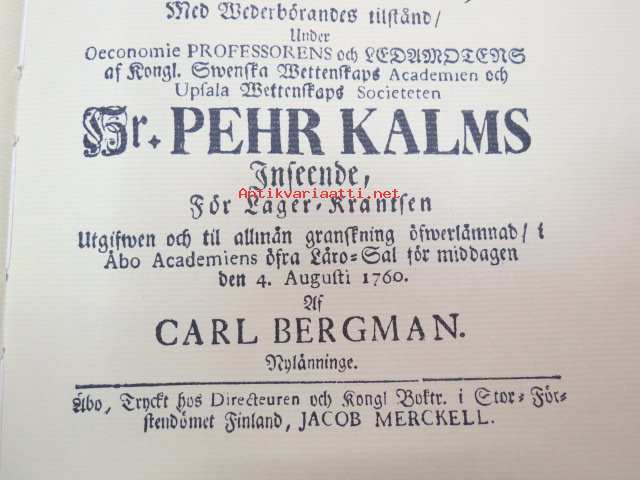 Med Wederbörandes tilstånd/
Under
Oeconomie PROFESSORENS och LEDAMOTENS
af Kongl. Swenska Wettenskaps Academien och
Upsala Wettenskaps Societeten
Hr. PEHR KALMS
Inseende,
Antikvariaatti.net
För Lager-Krantsen
Utgifwen och til allmän granskning öfwerlämnad/ i
Åbo Academiens öfra Läro-Sal för middagen
den 4. Augusti 1760.
Af
CARL BERGMAN.
Nylänninge.
Åbo, Tryckt hos Directeuren och Kongl Boktr. i Stor-För-
stendömet Finland, JACOB MERCKELL.